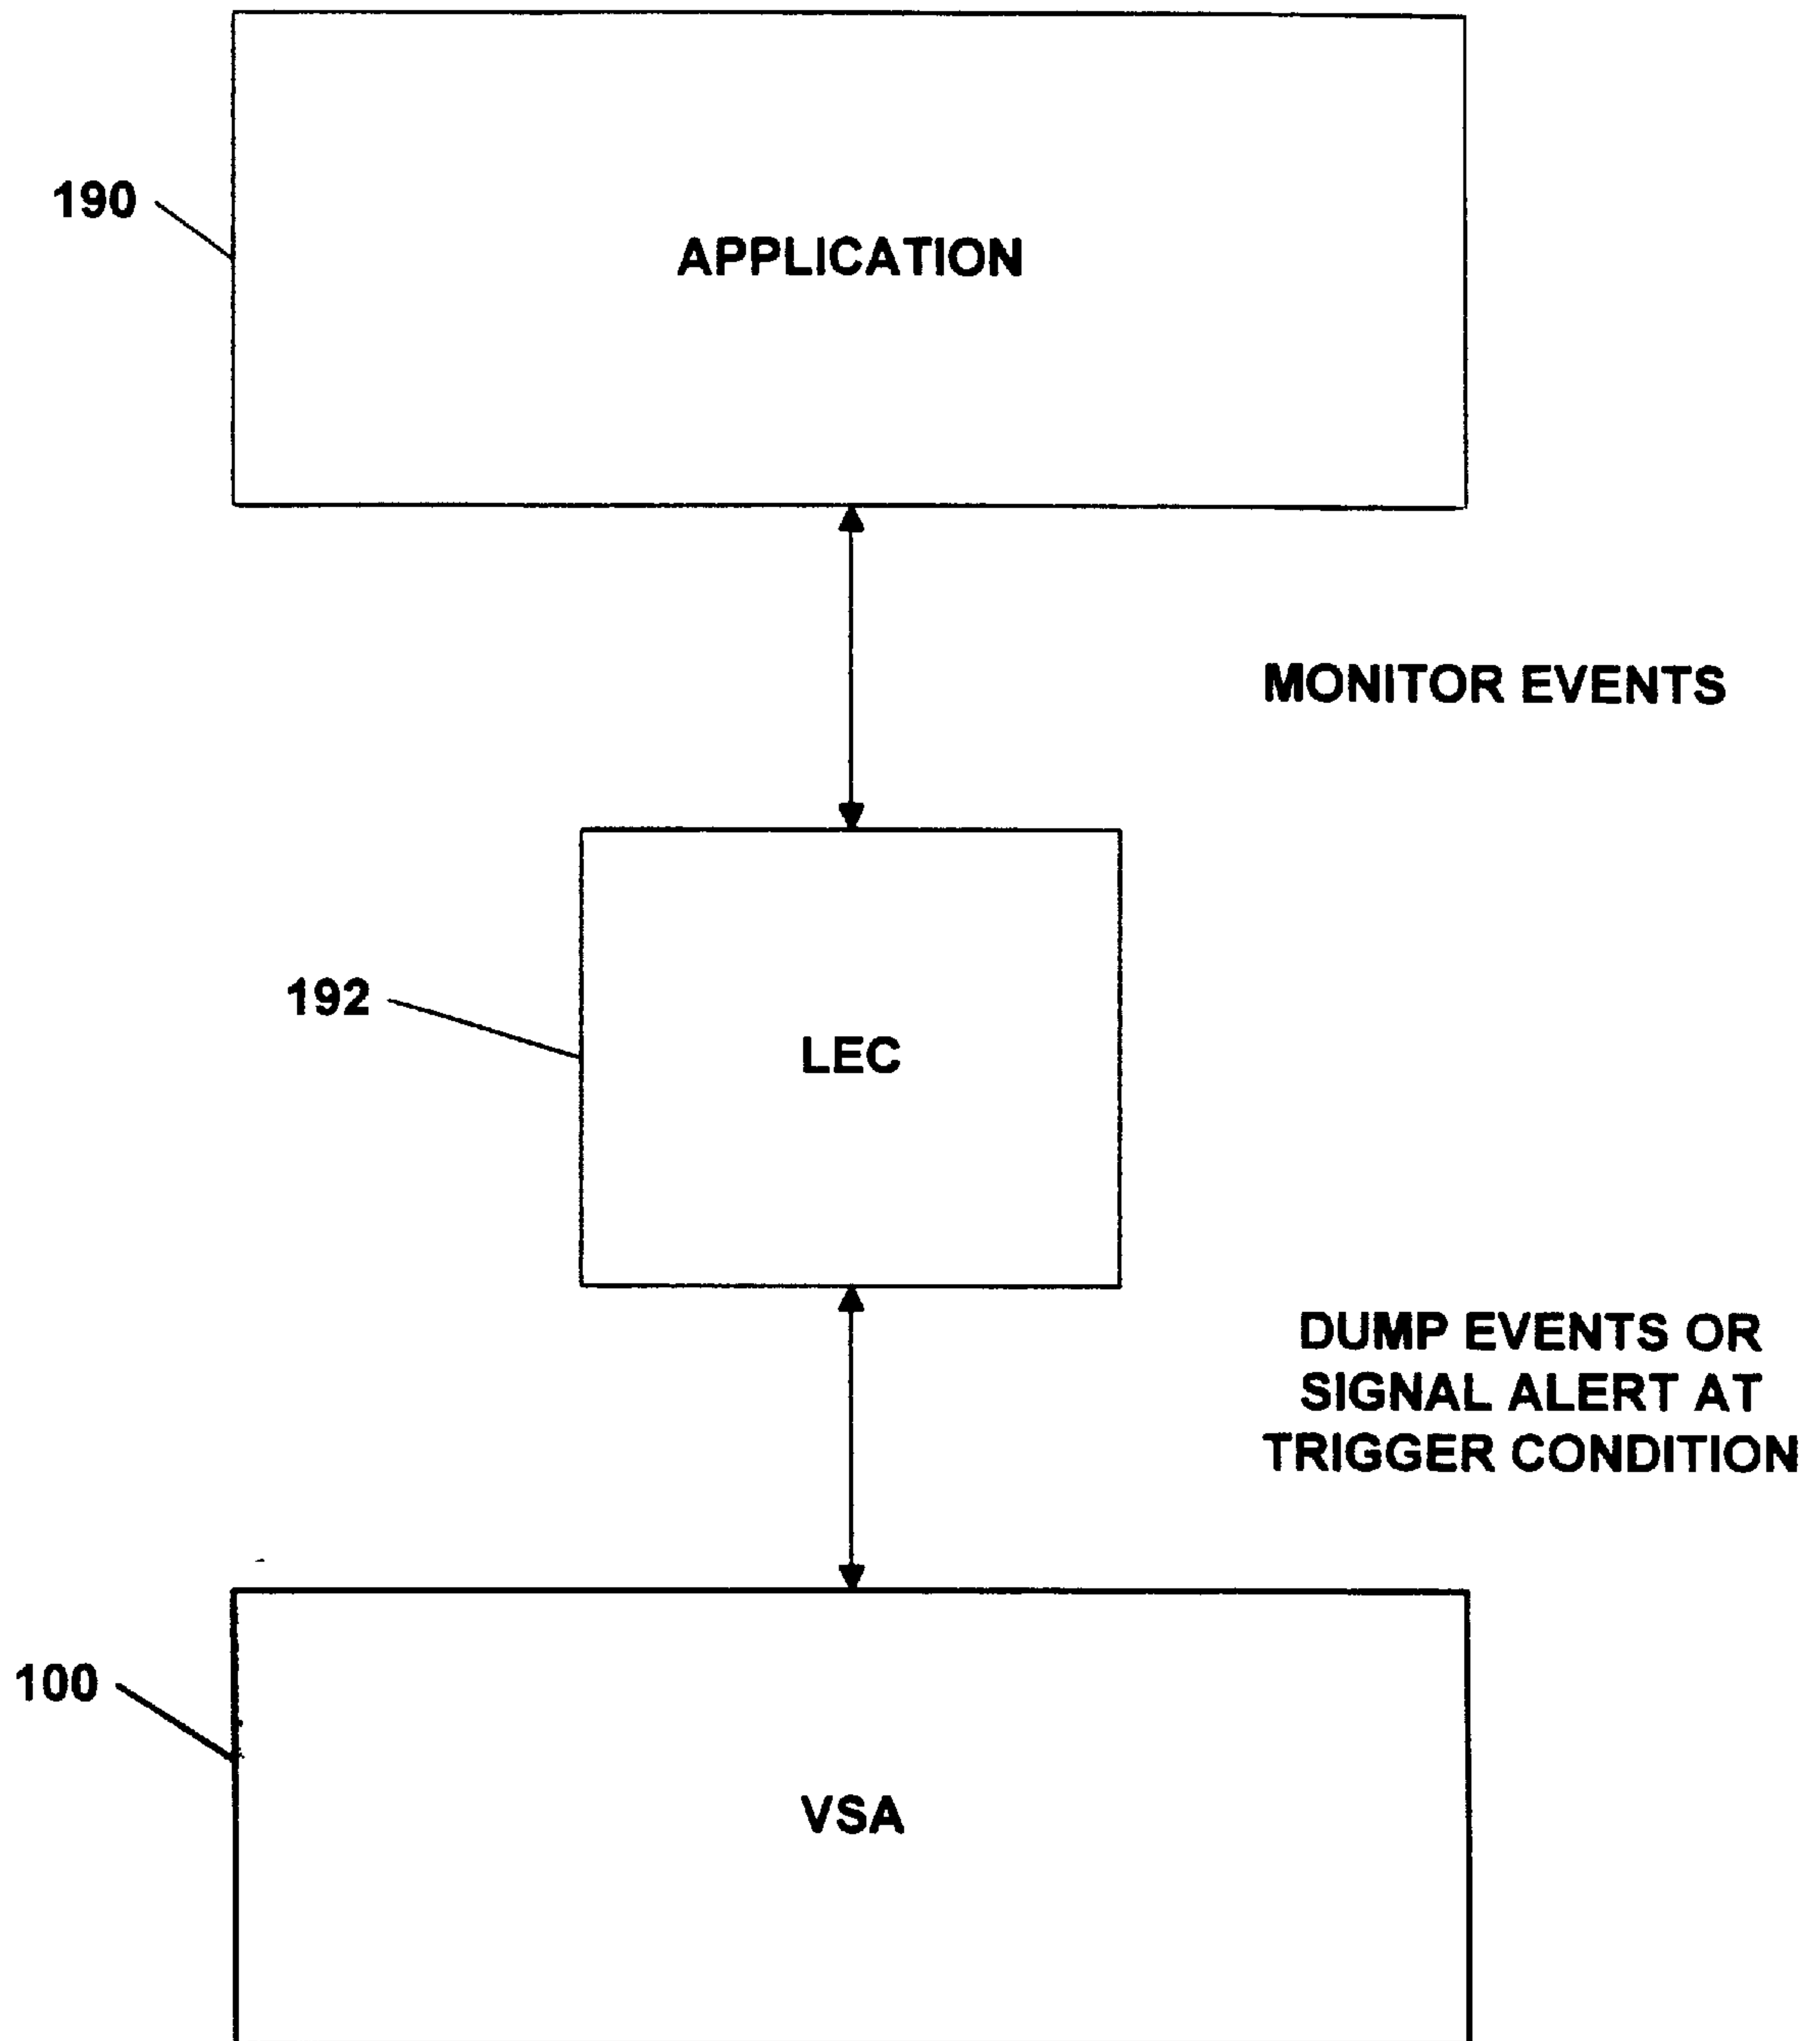 190
APPLICATION
MONITOR EVENTS
192
LEC
DUMP EVENTS OR
SIGNAL ALERT AT
TRIGGER CONDITION
100
VSA